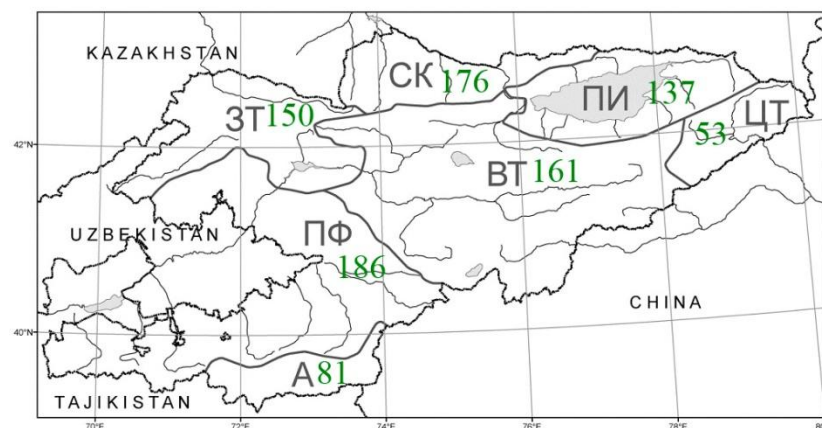 KAZAKHSTAN
СК 176
ПИ 137
ЗТ 150
ЦТ
53
42°N
ВТ 161
UZBEKISTAN
ПФ
186
CHINA
40°N
А 81
TAJIKISTAN
70°E 72°E 74°E 76°E 78°E